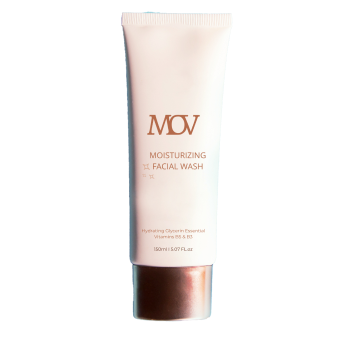 MOV
MOISTURIZING
FACIAL WASH
Hydrating Glycerin Essential
Vitamins B5 & B3
150ml | 5.07 FL.oz